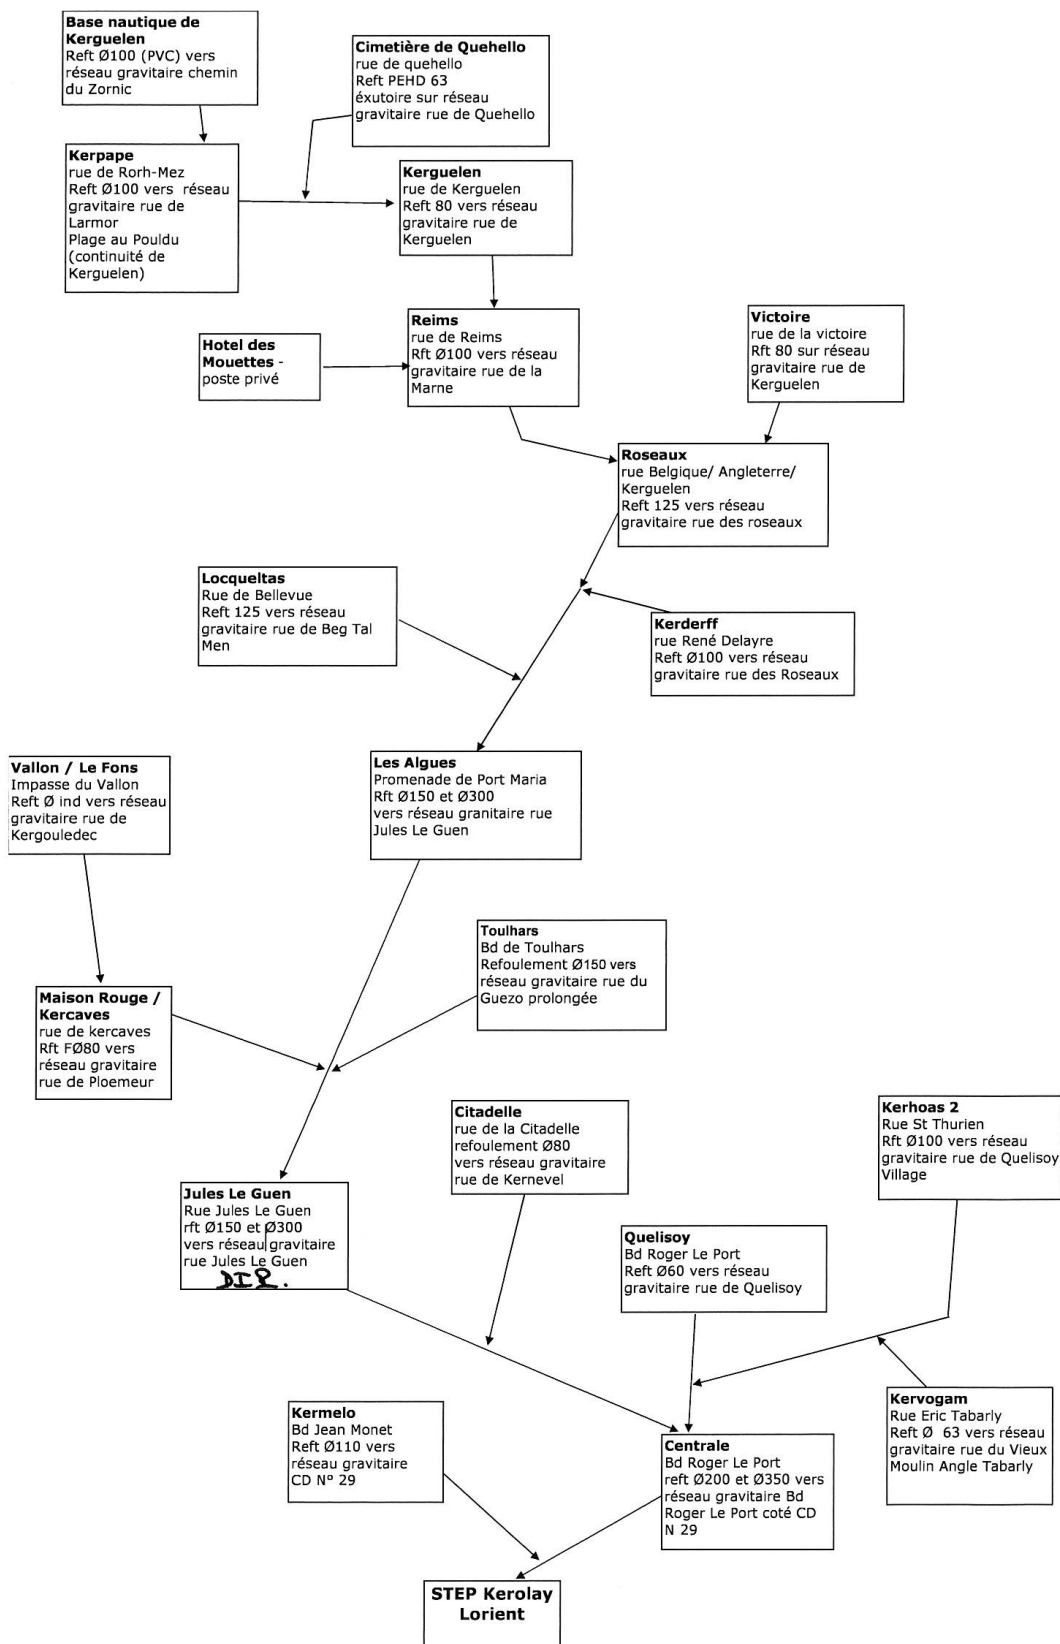 Base nautique de
Kerguelen
Reft Ø100 (PVC) vers
réseau gravitaire chemin
du Zornic
Cimetière de Quehello
rue de quehello
Reft PEHD 63
éxutoire sur réseau
gravitaire rue de Quehello
Kerpape
rue de Rorh-Mez
Reft Ø100 vers réseau
gravitaire rue de
Larmor
Plage au Pouldu
(continuité de
Kerguelen)
Kerguelen
rue de Kerguelen
Reft 80 vers réseau
gravitaire rue de
Kerguelen
Hotel des
Mouettes -
poste privé
Reims
rue de Reims
Rft Ø100 vers réseau
gravitaire rue de la
Marne
Victoire
rue de la victoire
Rft 80 sur réseau
gravitaire rue de
Kerguelen
Roseaux
rue Belgique/ Angleterre/
Kerguelen
Reft 125 vers réseau
gravitaire rue des roseaux
Locqueltas
Rue de Bellevue
Reft 125 vers réseau
gravitaire rue de Beg Tal
Men
Kerderff
rue René Delayre
Reft Ø100 vers réseau
gravitaire rue des Roseaux
Vallon / Le Fons
Impasse du Vallon
Reft Ø ind vers réseau
gravitaire rue de
Kergouledec
Les Algues
Promenade de Port Maria
Rft Ø150 et Ø300
vers réseau granitaire rue
Jules Le Guen
Toulhars
Bd de Toulhars
Refoulement Ø150 vers
réseau gravitaire rue du
Guezo prolongée
Maison Rouge /
Kercaves
rue de kercaves
Rft FØ80 vers
réseau gravitaire
rue de Ploemeur
Citadelle
rue de la Citadelle
refoulement Ø80
vers réseau gravitaire
rue de Kernevel
Kerhoas 2
Rue St Thurien
Rft Ø100 vers réseau
gravitaire rue de Quelisoy
Village
Jules Le Guen
Rue Jules Le Guen
rft Ø150 et Ø300
vers réseau gravitaire
rue Jules Le Guen
DIP.
Quelisoy
Bd Roger Le Port
Reft Ø60 vers réseau
gravitaire rue de Quelisoy
Kermelo
Bd Jean Monet
Reft Ø110 vers
réseau gravitaire
CD N° 29
Centrale
Bd Roger Le Port
reft Ø200 et Ø350 vers
réseau gravitaire Bd
Roger Le Port coté CD
N 29
Kervogam
Rue Eric Tabarly
Reft Ø 63 vers réseau
gravitaire rue du Vieux
Moulin Angle Tabarly
STEP Kerolay
Lorient